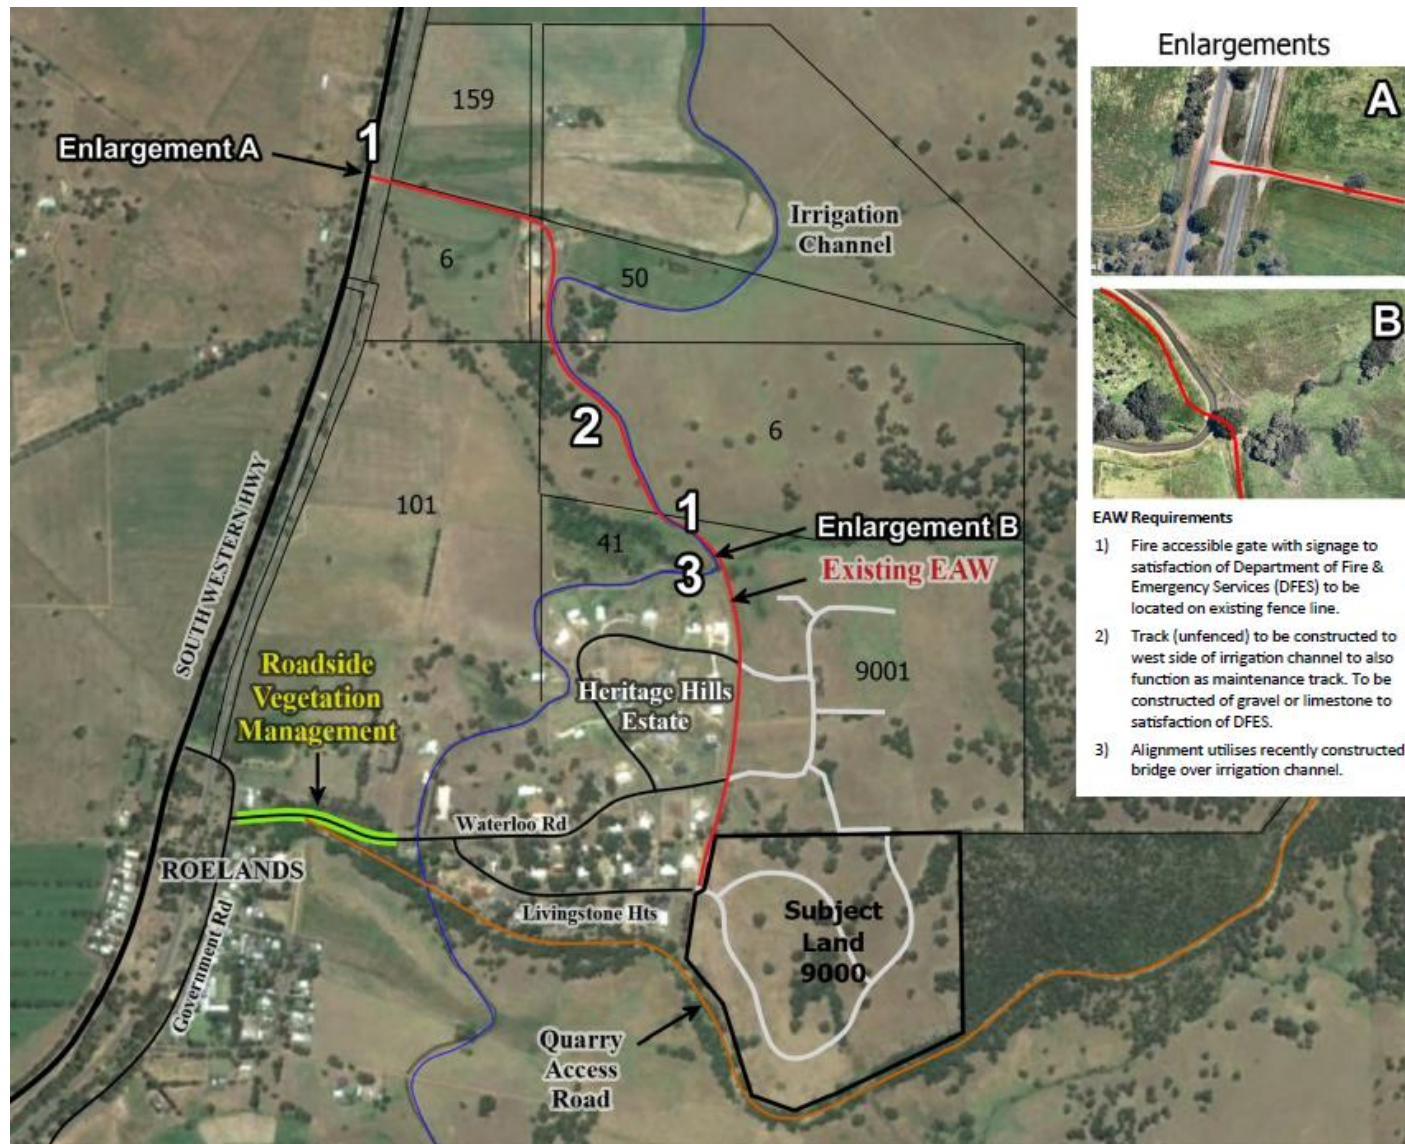 Enlargements
A
B
EAW Requirements
1) Fire accessible gate with signage to
satisfaction of Department of Fire &
Emergency Services (DFES) to be
located on existing fence line.
2) Track (unfenced) to be constructed to
west side of irrigation channel to also
function as maintenance track. To be
constructed of gravel or limestone to
satisfaction of DFES.
3) Alignment utilises recently constructed
bridge over irrigation channel.
159
1
Enlargement A
Irrigation
Channel
6
50
2
6
SOUTH WESTERN HWY
101
1
Enlargement B
41
3
Existing EAW
Roadside
Vegetation
Management
Heritage Hills
Estate
9001
Waterloo Rd
ROELANDS
Livingstone Hts
Government Rd
Subject
Land
9000
Quarry
Access
Road